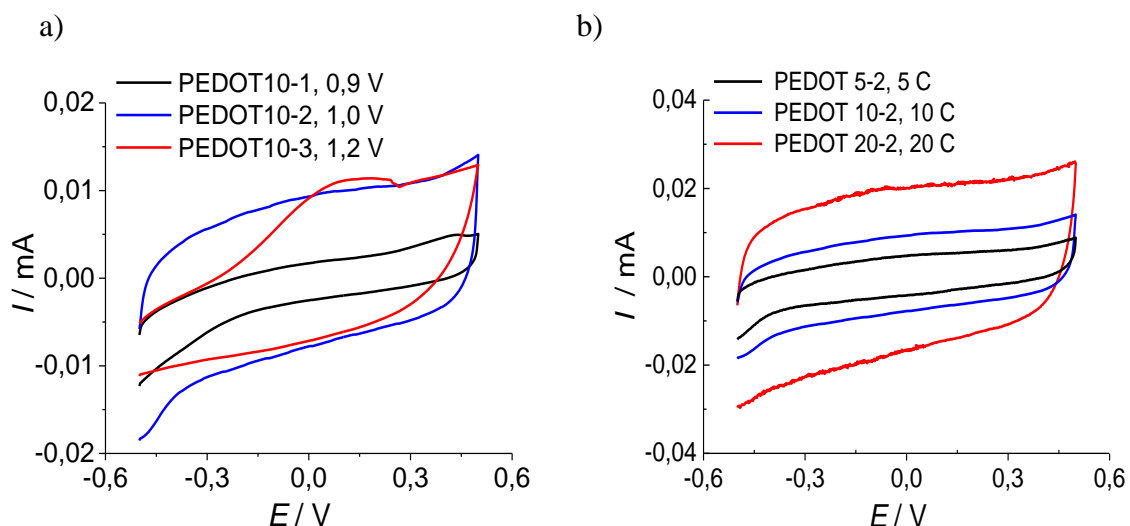 a)
PEDOT10-1, 0,9 V
PEDOT10-2, 1,0 V
PEDOT10-3, 1,2 V
0,02
0,01
0,00
-0,01
-0,02
I / mA
-0,6
-0,3
0,0
0,3
0,6
E / V
b)
PEDOT 5-2, 5 C
PEDOT 10-2, 10 C
PEDOT 20-2, 20 C
0,04
0,02
0,00
-0,02
-0,04
I / mA
-0,6
-0,3
0,0
0,3
0,6
E / V